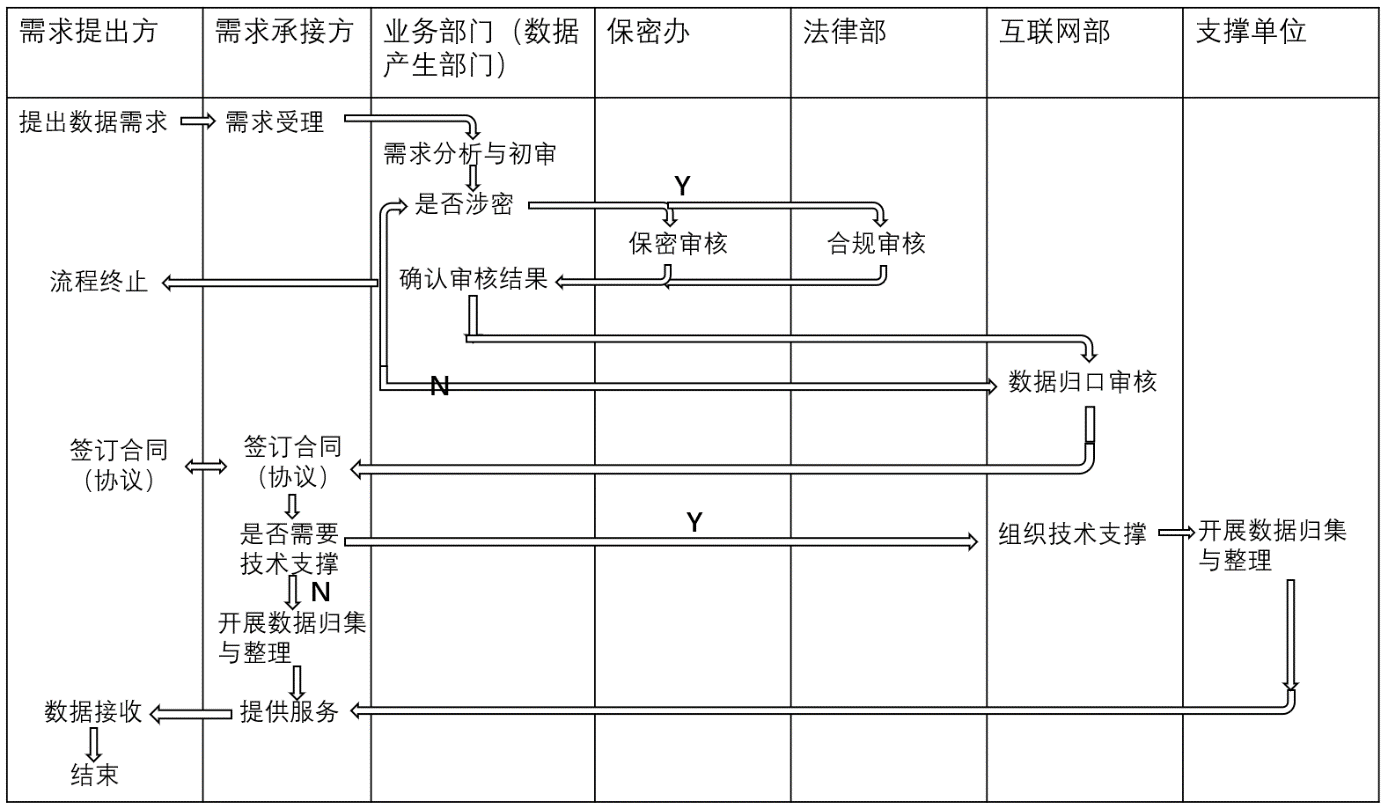 需求提出方
需求承接方
业务部门（数据
产生部门）
保密办
法律部
互联网部
支撑单位
提出数据需求
需求受理
需求分析与初审
是否涉密
Y
保密审核
合规审核
流程终止
确认审核结果
N
数据归口审核
签订合同
（协议）
签订合同
（协议）
是否需要
技术支撑
Y
组织技术支撑
开展数据归集
与整理
N
开展数据归集
与整理
数据接收
提供服务
结束